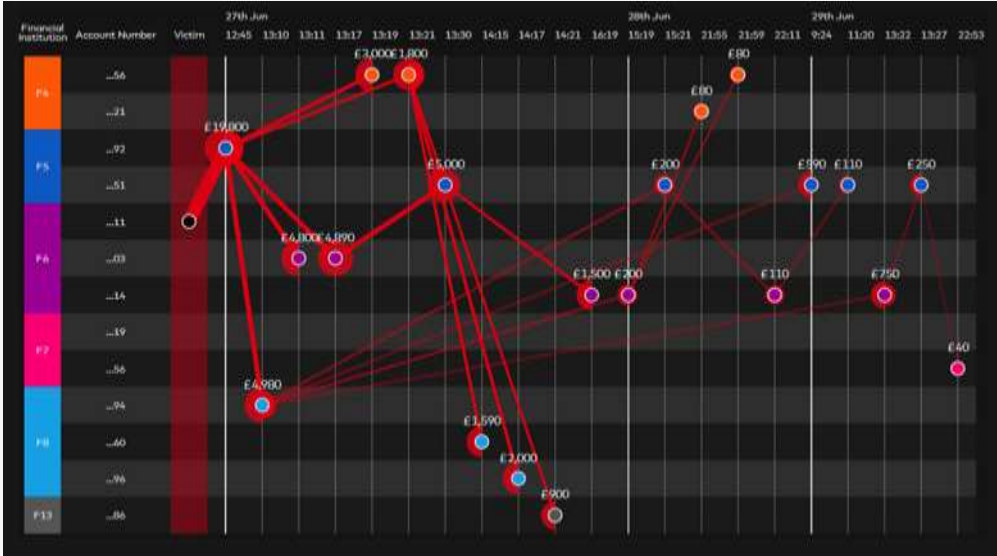 27th Jun 28th Jun 29th Jun
Financial Institution Account Number Victim 12:45 13:10 13:11 13:17 13:19 13:21 13:30 14:15 14:17 14:21 16:19 15:19 15:21 21:55 21:59 22:11 9:24 11:20 13:22 13:27 22:53
£3,000 £1,800 £80
...56
F4
£80
...21
£19,800
...92
F5
£5,000 £200 £590 £110 £250
...51
...11
£4,800 £4,890
F6 ...03
£1,500 £200 £110 £750
...14
...19
F7
£40
...56
£4,980
...94
£1,590
F8 ...60
£2,000
...96
£900
F13 ...86